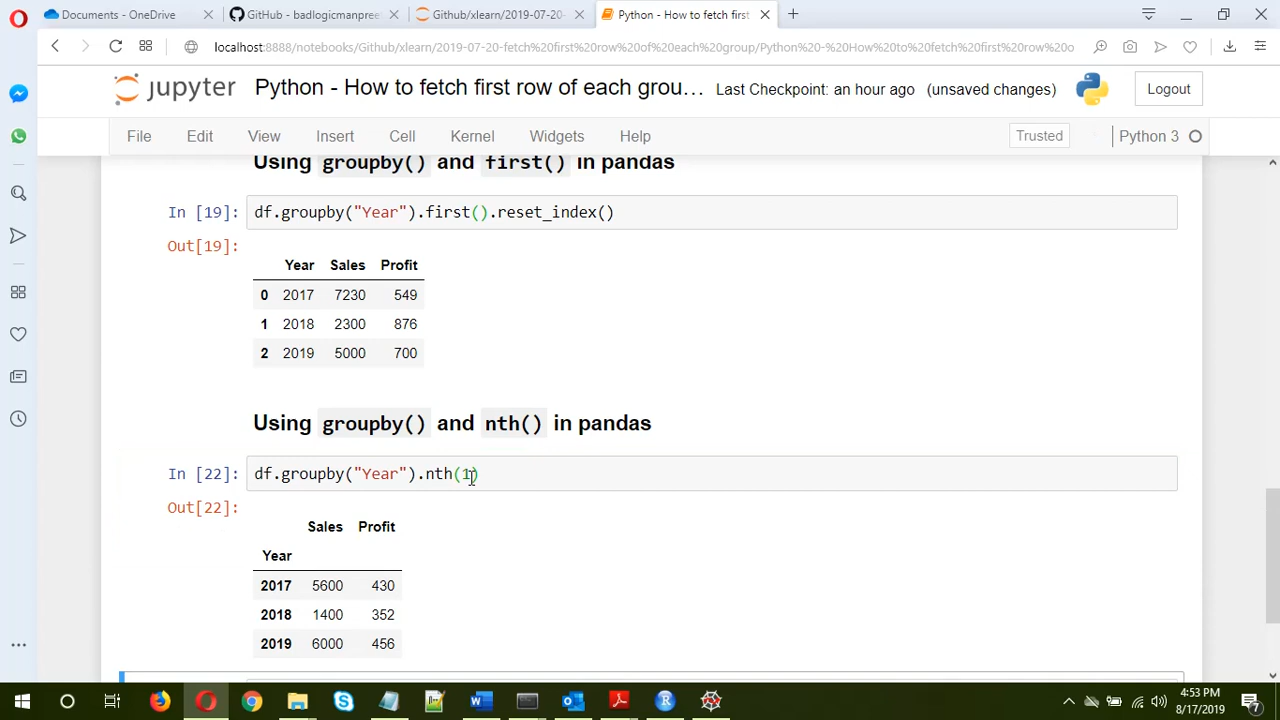 Documents - OneDrive
GitHub - badlogicmanpree
Github/xlearn/2019-07-20-
Python - How to fetch first
localhost:8888/notebooks/Github/xlearn/2019-07-20-fetch%20first%20row%20of%20each%20group/Python%20-%20How%20to%20fetch%20first%20row%20o
jupyter Python - How to fetch first row of each grou... Last Checkpoint: an hour ago (unsaved changes) Logout
File Edit View Insert Cell Kernel Widgets Help Trusted Python 3
Using groupby() and first() in pandas
In [19]: df.groupby("Year").first().reset_index()
Out[19]:
Year Sales Profit
0 2017 7230 549
1 2018 2300 876
2 2019 5000 700
Using groupby() and nth() in pandas
In [22]: df.groupby("Year").nth(1)
Out[22]:
Sales Profit
Year
2017 5600 430
2018 1400 352
2019 6000 456
4:53 PM
8/17/2019
7